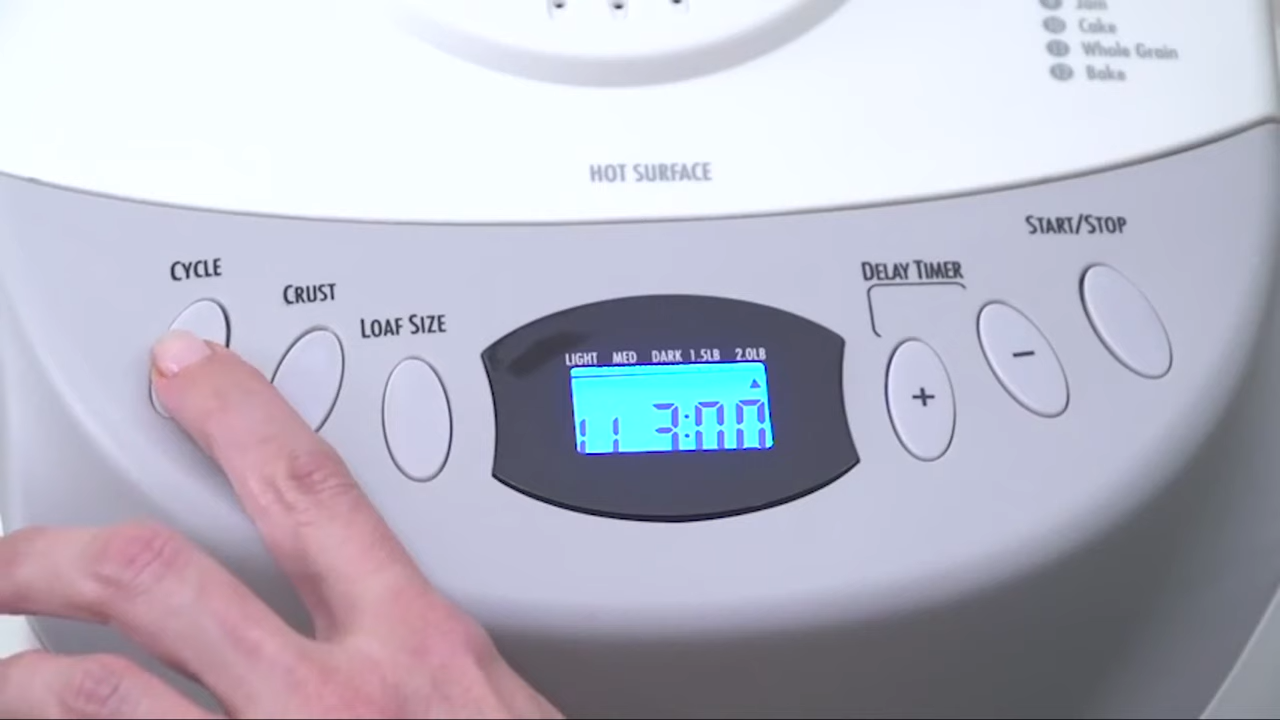 Jam
Cake
Whole Grain
Bake
HOT SURFACE
START/STOP
CYCLE
CRUST
LOAF SIZE
DELAY TIMER
LIGHT MED DARK 1.5LB 2.0LB
11 3:00
+
−